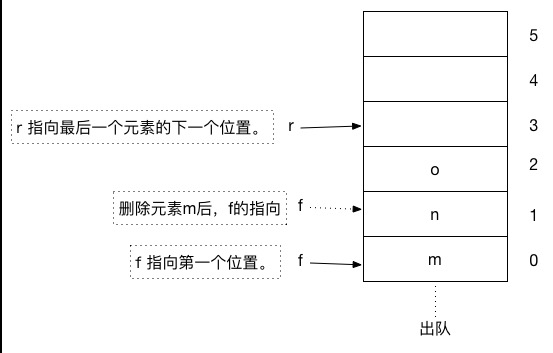 5
4
r 指向最后一个元素的下一个位置。 r 3
o 2
删除元素m后，f的指向 f n 1
f 指向第一个位置。 f m 0
出队